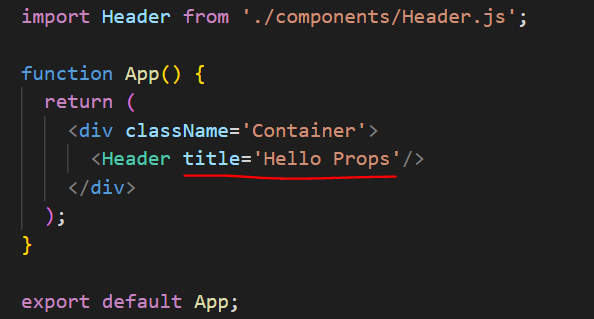 import Header from './components/Header.js';
function App() {
return (
<div className='Container'>
<Header title='Hello Props'/>
</div>
);
}
export default App;